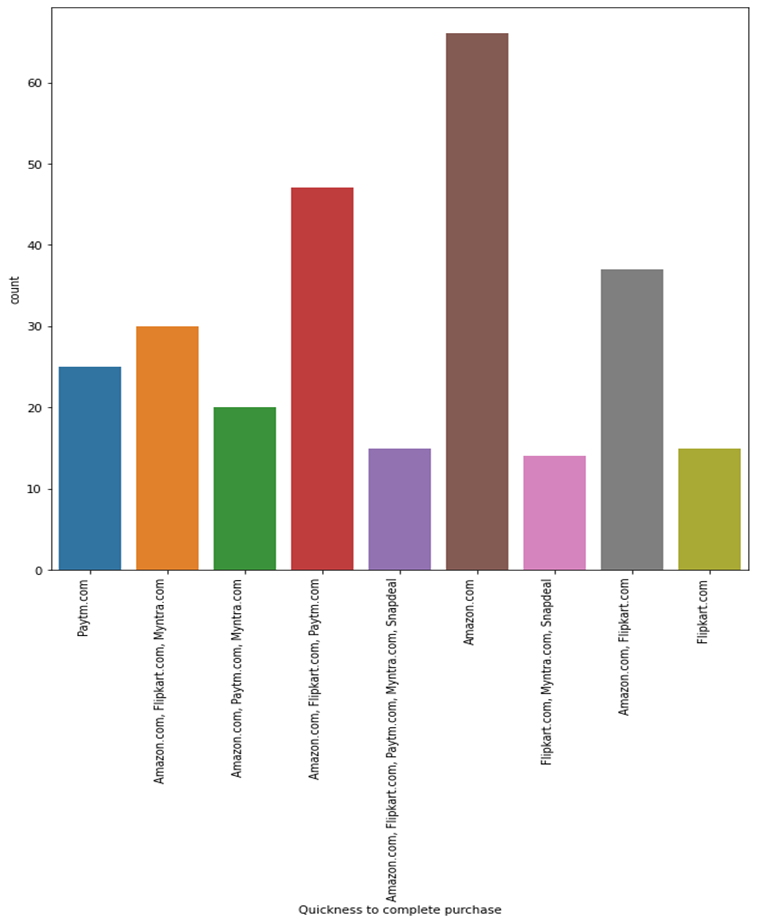 60
50
40
30
20
10
0
count
Paytm.com
Amazon.com, Flipkart.com, Myntra.com
Amazon.com, Paytm.com, Myntra.com
Amazon.com, Flipkart.com, Paytm.com
Amazon.com, Flipkart.com, Paytm.com, Myntra.com, Snapdeal
Amazon.com
Flipkart.com, Myntra.com, Snapdeal
Amazon.com, Flipkart.com
Flipkart.com
Quickness to complete purchase